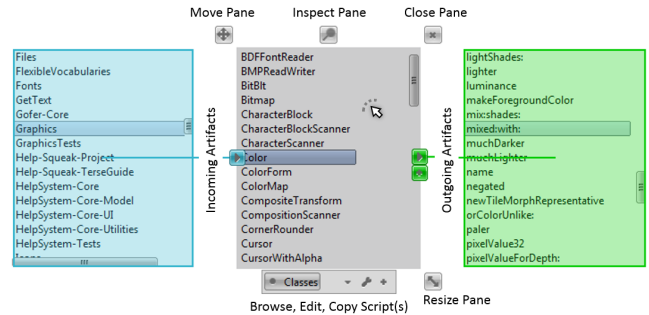 Move Pane
Inspect Pane
Close Pane
Files
FlexibleVocabularies
Fonts
GetText
Gofer-Core
Graphics
GraphicsTests
Help-Squeak-Project
Help-Squeak-TerseGuide
HelpSystem-Core
HelpSystem-Core-Model
HelpSystem-Core-UI
HelpSystem-Core-Utilities
HelpSystem-Tests
Incoming Artifacts
BDFFontReader
BMPReadWriter
BitBlt
Bitmap
CharacterBlock
CharacterBlockScanner
CharacterScanner
Color
ColorForm
ColorMap
CompositeTransform
CompositionScanner
CornerRounder
Cursor
CursorWithAlpha
Outgoing Artifacts
lightShades:
lighter
luminance
makeForegroundColor
mix:shades:
mixed:with:
muchDarker
muchLighter
name
negated
newTileMorphRepresentative
orColorUnlike:
paler
pixelValue32
pixelValueForDepth:
Classes
Resize Pane
Browse, Edit, Copy Script(s)